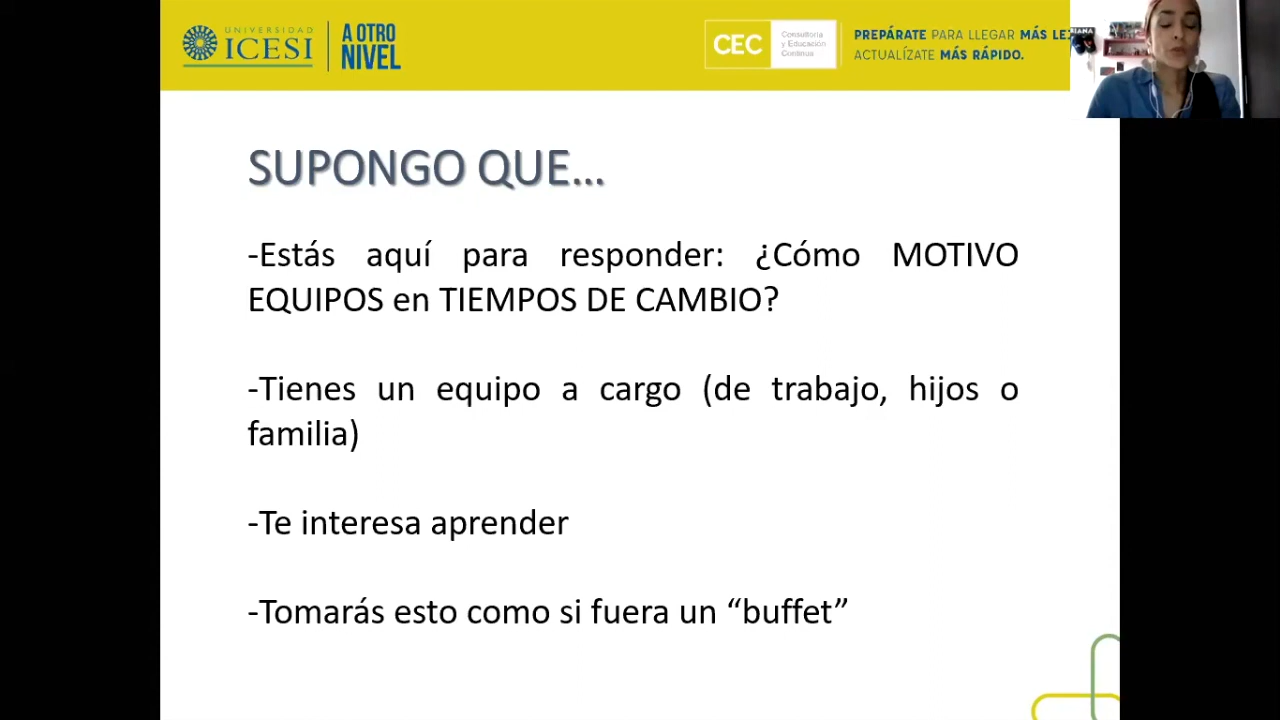 UNIVERSIDAD
ICESI
A OTRO
NIVEL
CEC
Consultoría
y Educación
Continua
PREPÁRATE PARA LLEGAR MÁS
ACTUALÍZATE MÁS RÁPIDO.
SUPONGO QUE...
-Estás aquí para responder: ¿Cómo MOTIVO
EQUIPOS en TIEMPOS DE CAMBIO?
-Tienes un equipo a cargo (de trabajo, hijos o
familia)
-Te interesa aprender
-Tomarás esto como si fuera un “buffet”